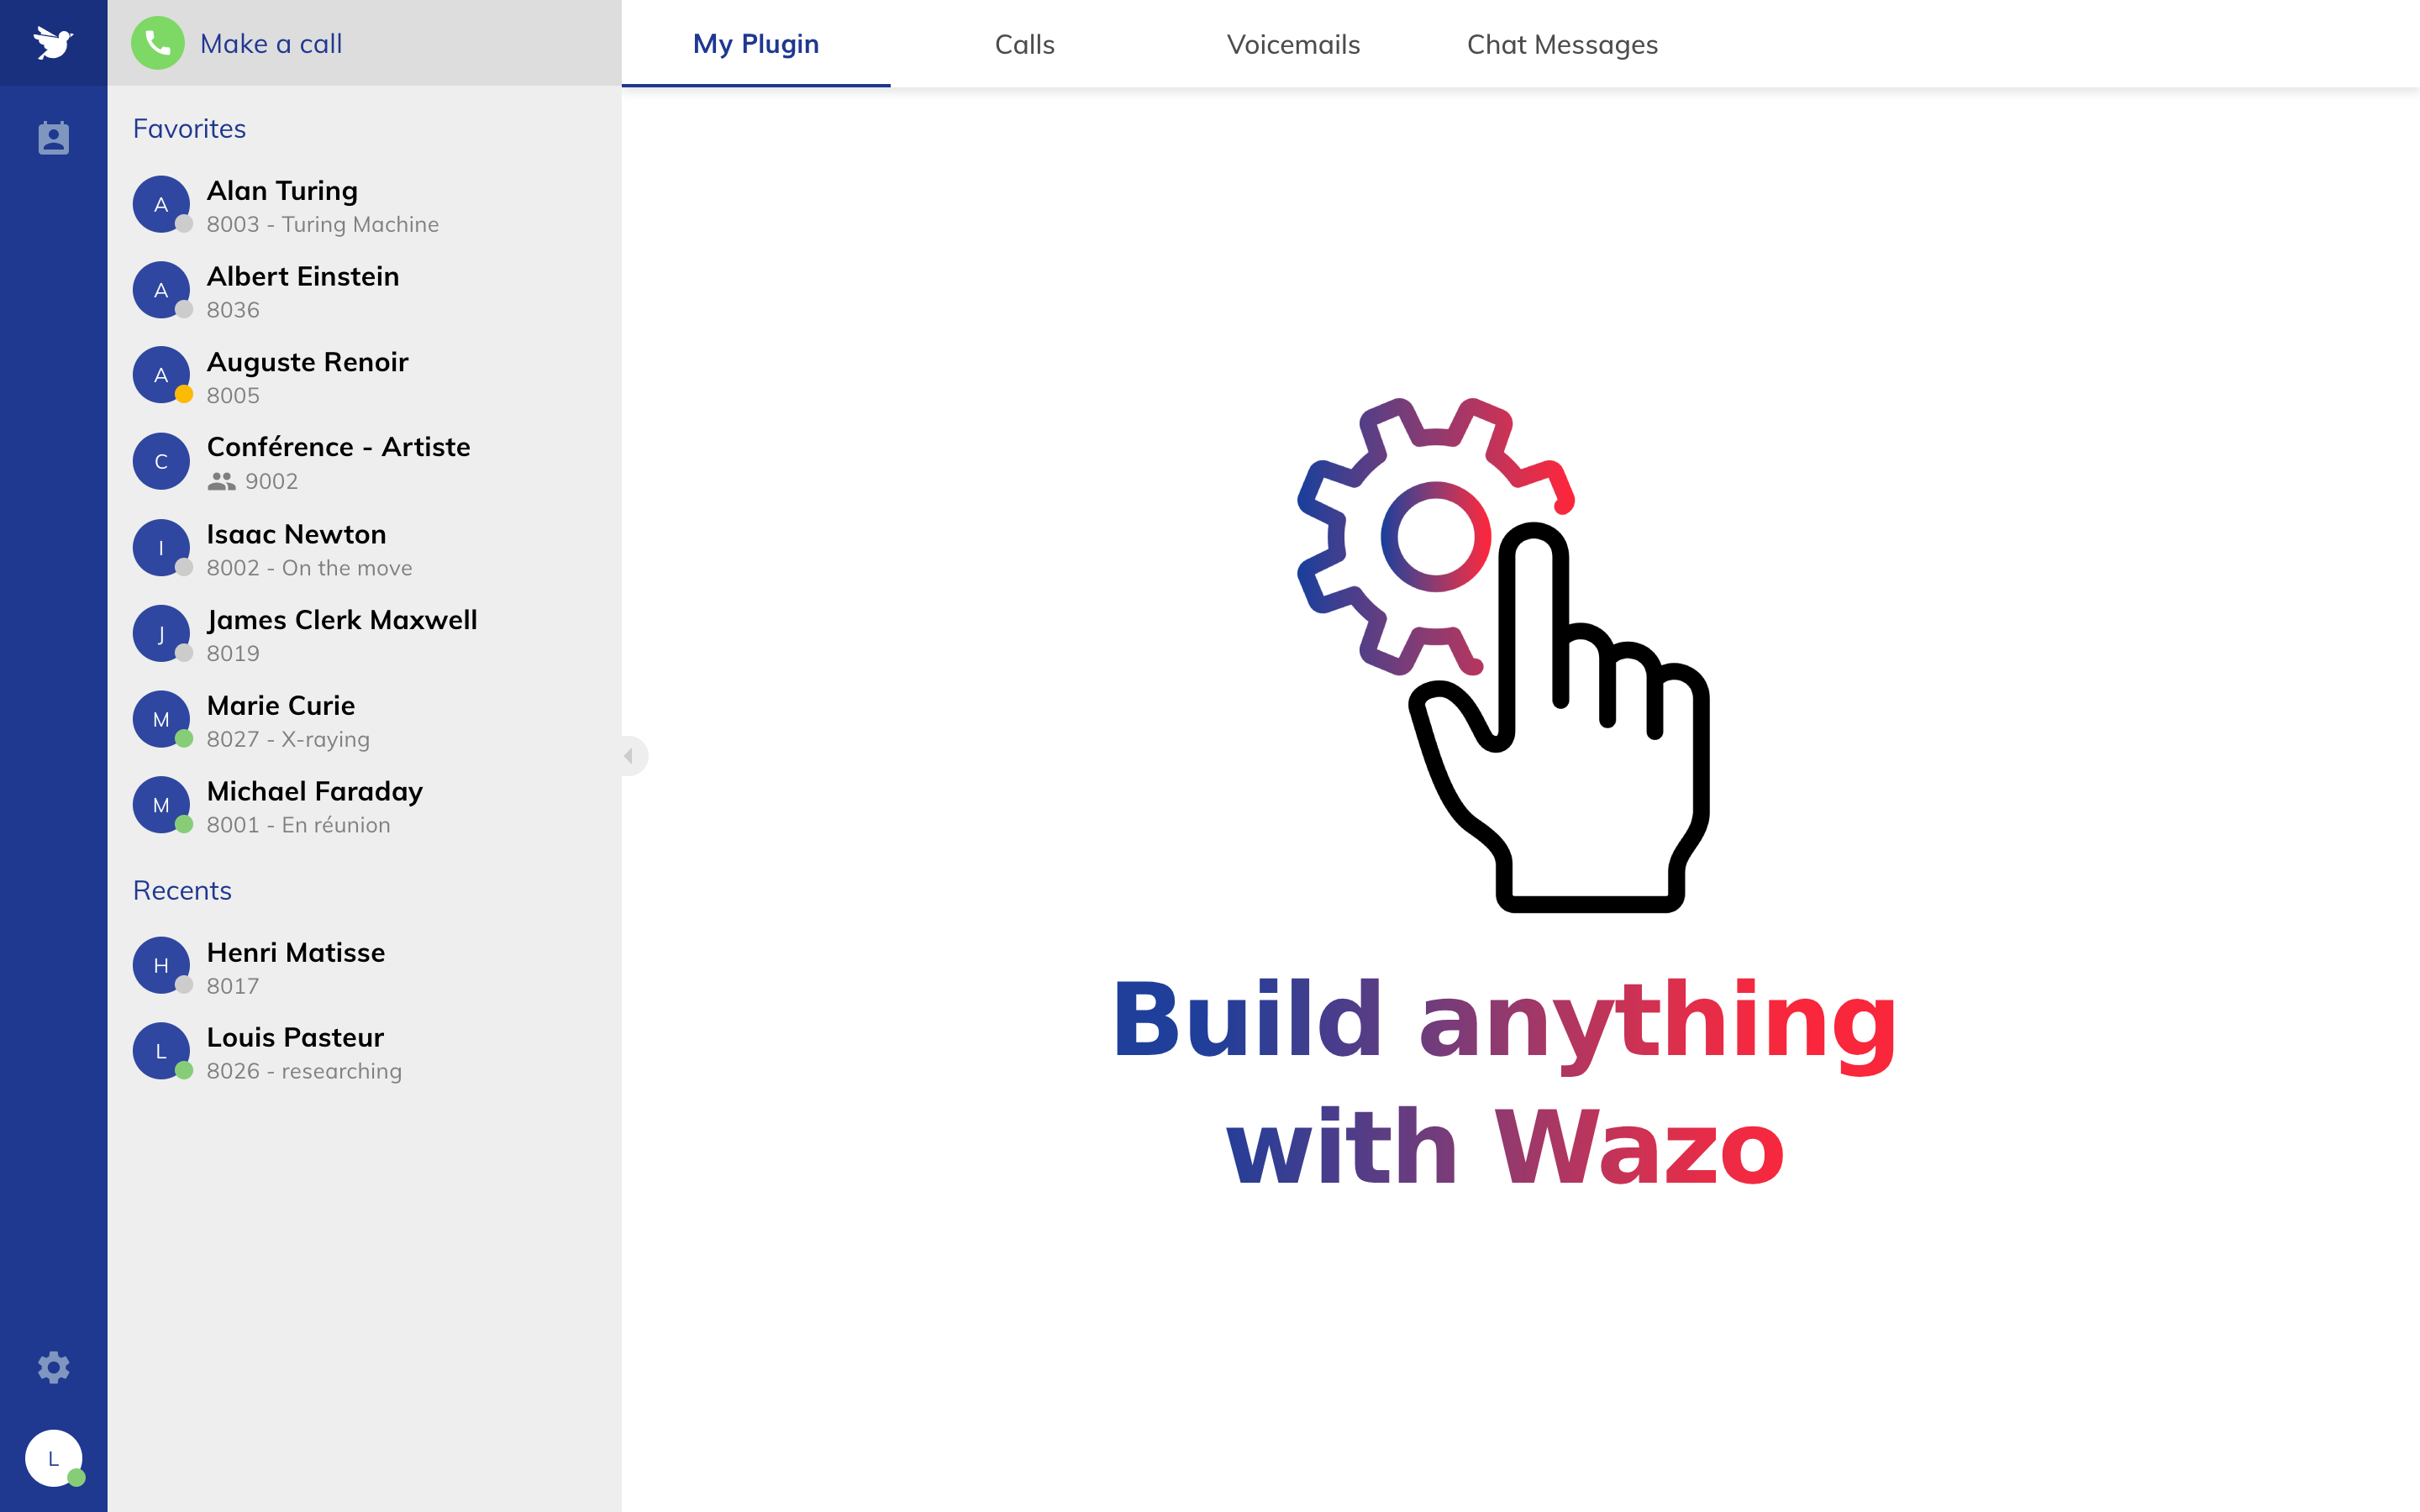 Make a call
My Plugin
Calls
Voicemails
Chat Messages
Favorites
A
Alan Turing
8003 - Turing Machine
A
Albert Einstein
8036
A
Auguste Renoir
8005
C
Conférence - Artiste
9002
I
Isaac Newton
8002 - On the move
J
James Clerk Maxwell
8019
M
Marie Curie
8027 - X-raying
M
Michael Faraday
8001 - En réunion
Recents
H
Henri Matisse
8017
L
Louis Pasteur
8026 - researching
L
Build anything
with Wazo